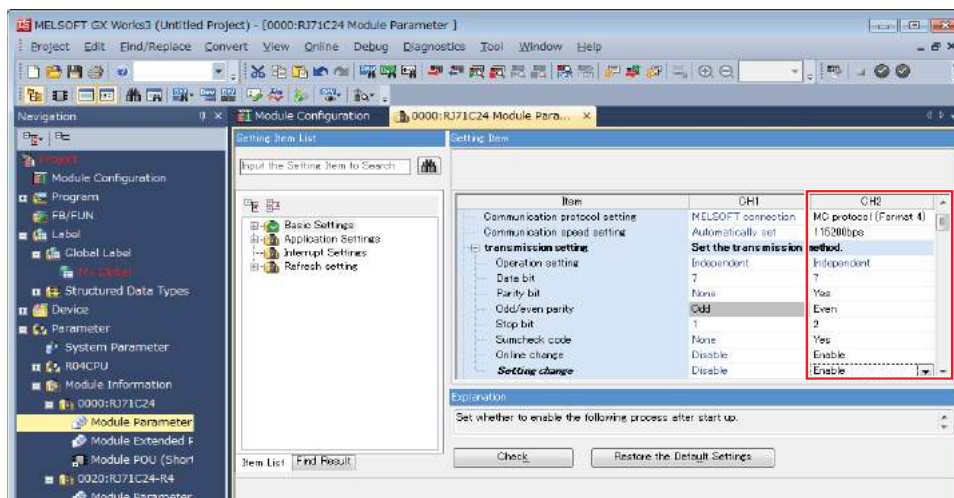 MELSOFT GX Works3 (Untitled Project) - [0000:RJ71C24 Module Parameter ]
Project Edit Find/Replace Convert View Online Debug Diagnostics Tool Window Help
Navigation
Module Configuration
0000:RJ71C24 Module Para...
Project
Module Configuration
Program
FB/FUN
Label
Global Label
M+Global
Structured Data Types
Device
Parameter
System Parameter
R04CPU
Module Information
0000:RJ71C24
Module Parameter
Module Extended F
Module POU (Short
0020:RJ71C24-R4
Module Parameter
Setting Item List
Input the Setting Item to Search
Basic Settings
Application Settings
Interrupt Settings
Refresh setting
Item List Find Result
Setting Item
Item CH1 CH2
Communication protocol setting MELSOFT connection MC protocol (Format 4)
Communication speed setting Automatically set 115200bps
transmission setting Set the transmission method.
Operation setting Independent Independent
Data bit 7 7
Parity bit None Yes
Odd/even parity Odd Even
Stop bit 1 2
Sumcheck code None Yes
Online change Disable Enable
Setting change Disable Enable
Explanation
Set whether to enable the following process after start up.
Check Restore the Default Settings